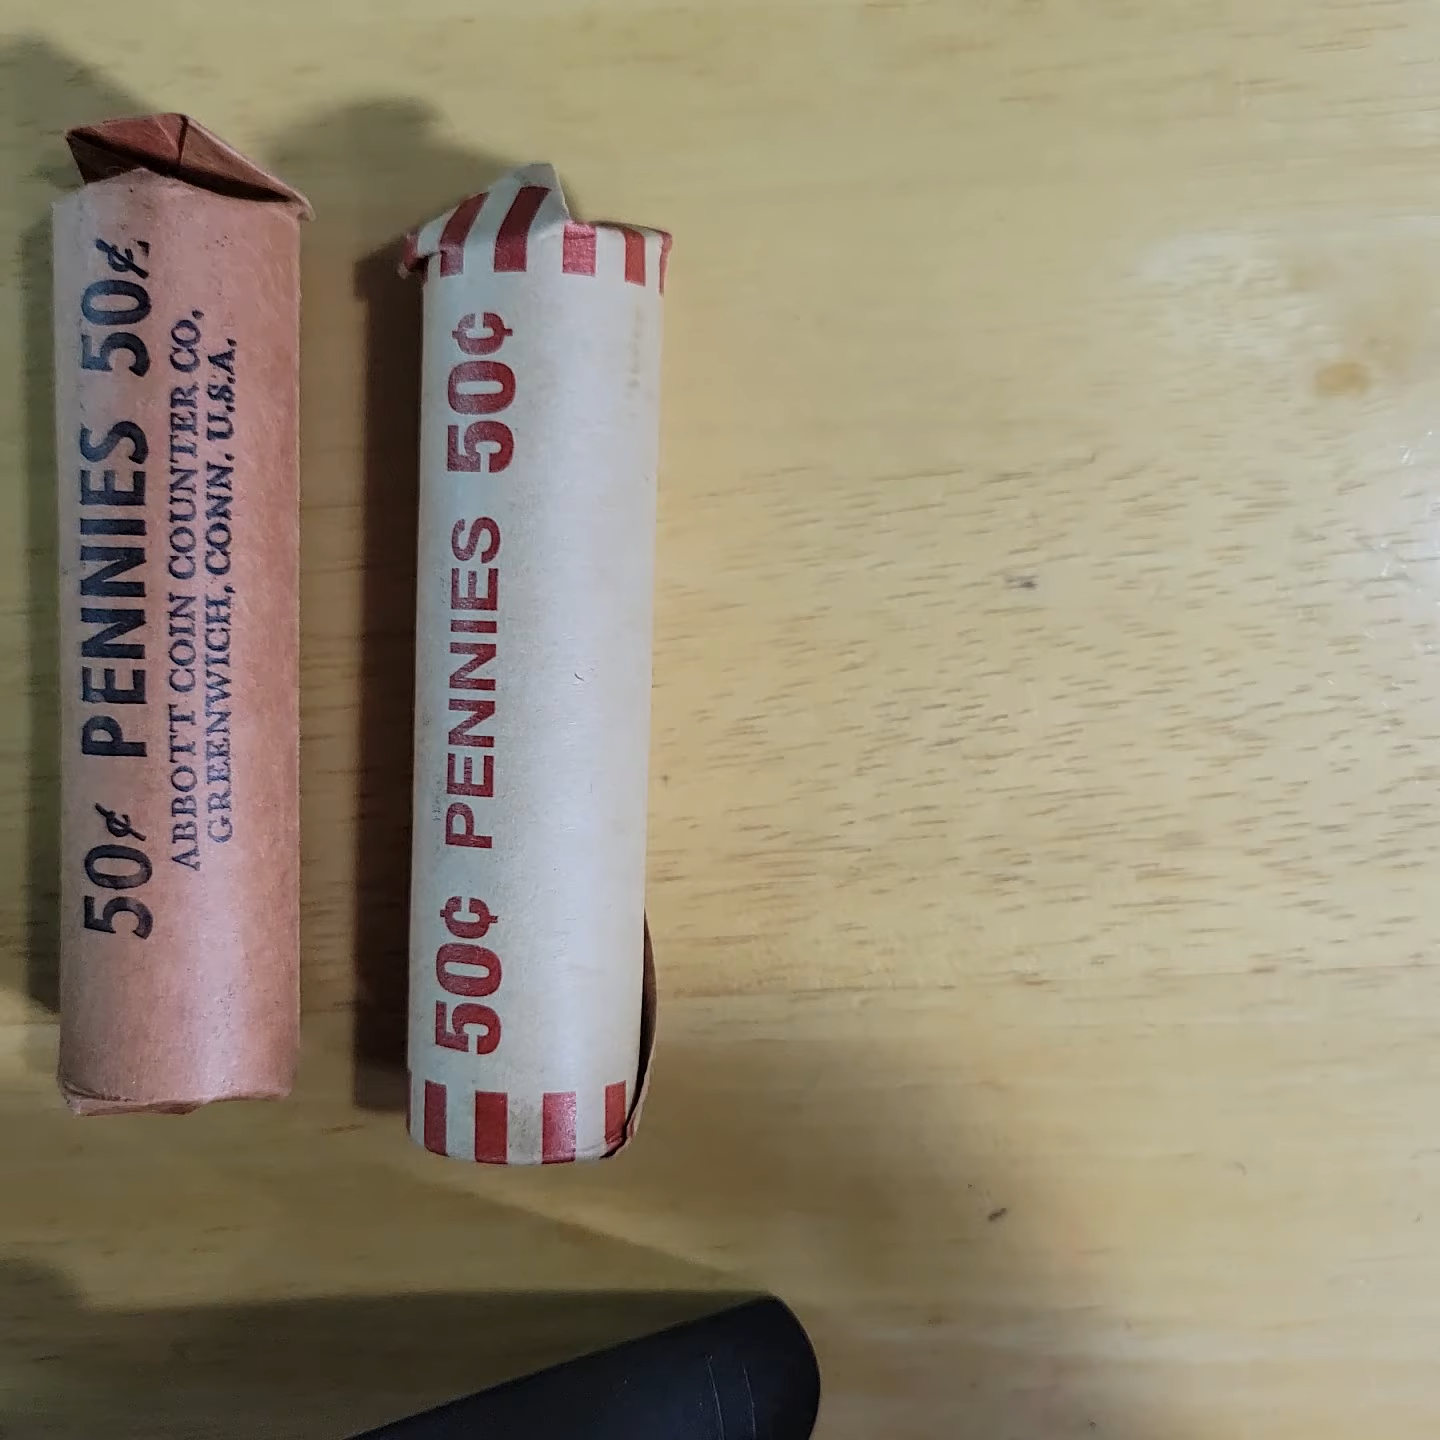 50¢ PENNIES 50¢
ABBOTT COIN COUNTER CO.
GREENWICH, CONN. U.S.A.
50¢ PENNIES 50¢